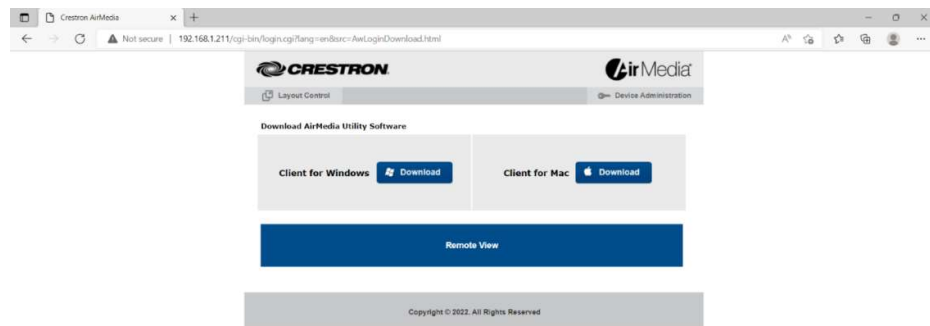 Crestron AirMedia
Not secure | 192.168.1.211/cgi-bin/login.cgi?lang=en&src=AwLoginDownload.html
CRESTRON AirMedia
Layout Control Device Administration
Download AirMedia Utility Software
Client for Windows Download Client for Mac Download
Remote View
Copyright © 2022. All Rights Reserved